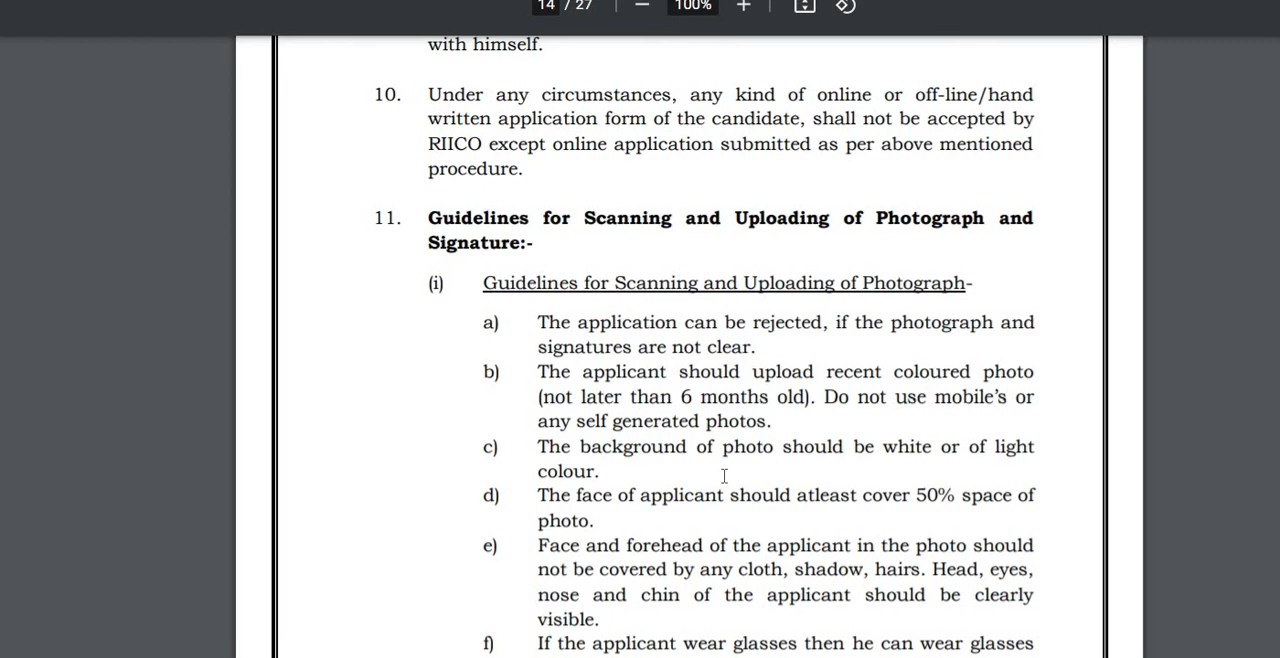 14 / 27 | — 100% + |
with himself.
10. Under any circumstances, any kind of online or off-line/hand
written application form of the candidate, shall not be accepted by
RIICO except online application submitted as per above mentioned
procedure.
11. Guidelines for Scanning and Uploading of Photograph and
Signature:-
(i) Guidelines for Scanning and Uploading of Photograph-
a) The application can be rejected, if the photograph and
signatures are not clear.
b) The applicant should upload recent coloured photo
(not later than 6 months old). Do not use mobile's or
any self generated photos.
c) The background of photo should be white or of light
colour.
d) The face of applicant should atleast cover 50% space of
photo.
e) Face and forehead of the applicant in the photo should
not be covered by any cloth, shadow, hairs. Head, eyes,
nose and chin of the applicant should be clearly
visible.
f) If the applicant wear glasses then he can wear glasses